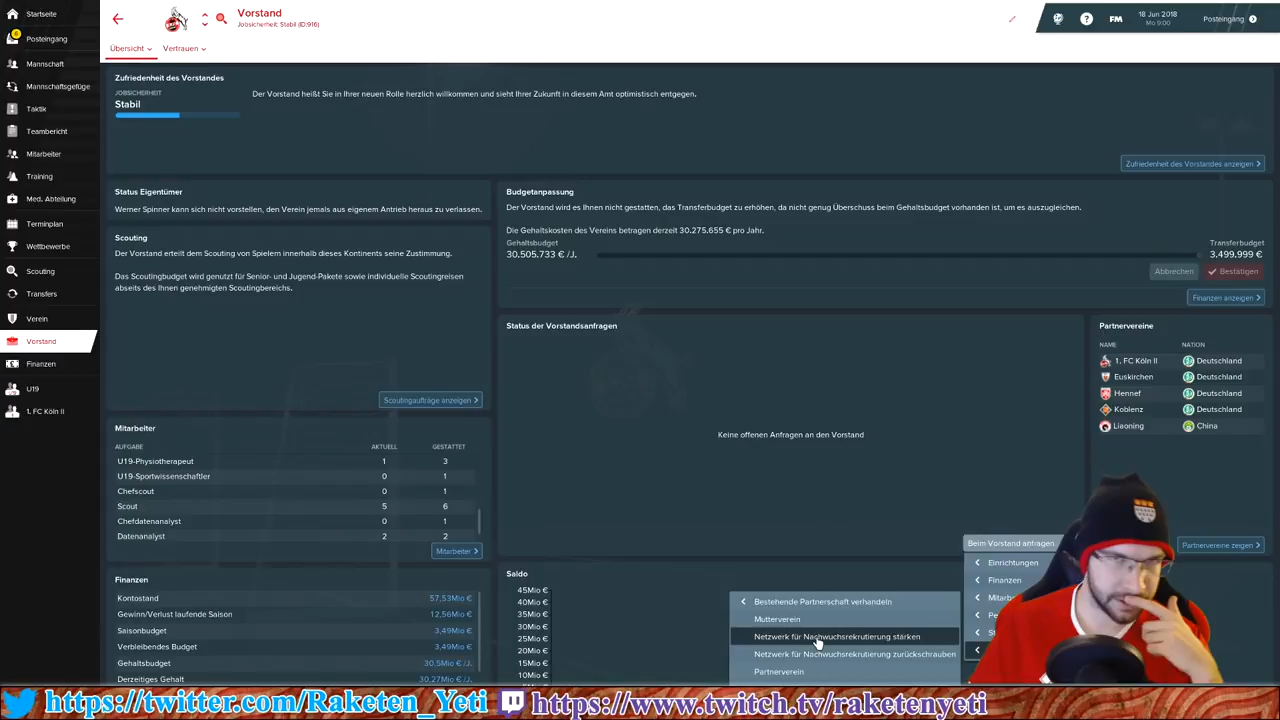 Startseite
Posteingang
Mannschaft
Mannschaftsgefüge
Taktik
Teambericht
Mitarbeiter
Training
Med. Abteilung
Terminplan
Wettbewerbe
Scouting
Transfers
Verein
Vorstand
Finanzen
U19
1. FC Köln II
Vorstand
Jobsicherheit: Stabil (ID:916)
FM
18 Jun 2018
Mo 9:00
Posteingang
Übersicht
Vertrauen
Zufriedenheit des Vorstandes
JOBSICHERHEIT
Stabil
Der Vorstand heißt Sie in Ihrer neuen Rolle herzlich willkommen und sieht Ihrer Zukunft in diesem Amt optimistisch entgegen.
Zufriedenheit des Vorstandes anzeigen
Status Eigentümer
Werner Spinner kann sich nicht vorstellen, den Verein jemals aus eigenem Antrieb heraus zu verlassen.
Scouting
Der Vorstand erteilt dem Scouting von Spielern innerhalb dieses Kontinents seine Zustimmung.
Das Scoutingbudget wird genutzt für Senior- und Jugend-Pakete sowie individuelle Scoutingreisen
abseits des Ihnen genehmigten Scoutingbereichs.
Scoutingaufträge anzeigen
Budgetanpassung
Der Vorstand wird es Ihnen nicht gestatten, das Transferbudget zu erhöhen, da nicht genug Überschuss beim Gehaltsbudget vorhanden ist, um es auszugleichen.
Die Gehaltskosten des Vereins betragen derzeit 30.275.655 € pro Jahr.
Gehaltsbudget
30.505.733 € /J.
Transferbudget
3.499.999 €
Abbrechen
Bestätigen
Finanzen anzeigen
Status der Vorstandsanfragen
Keine offenen Anfragen an den Vorstand
Partnervereine
NAME NATION
1. FC Köln II Deutschland
Euskirchen Deutschland
Hennef Deutschland
Koblenz Deutschland
Liaoning China
Partnervereine zeigen
Mitarbeiter
AUFGABE AKTUELL GESTATTET
U19-Physiotherapeut 1 3
U19-Sportwissenschaftler 0 1
Chefscout 0 1
Scout 5 6
Chefdatenanalyst 0 1
Datenanalyst 2 2
Mitarbeiter
Finanzen
Kontostand 57,53Mio €
Gewinn/Verlust laufende Saison 12,56Mio €
Saisonbudget 3,49Mio €
Verbleibendes Budget 3,49Mio €
Gehaltsbudget 30,5Mio € /J.
Derzeitiges Gehalt 30,27Mio € /J.
Saldo
45Mio €
40Mio €
35Mio €
30Mio €
25Mio €
20Mio €
15Mio €
10Mio €
Beim Vorstand anfragen
Einrichtungen
Finanzen
Bestehende Partnerschaft verhandeln
Mutterverein
Netzwerk für Nachwuchsrekrutierung stärken
Netzwerk für Nachwuchsrekrutierung zurückschrauben
Partnerverein
https://twitter.com/Raketen_Yeti
https://www.twitch.tv/raketenyeti